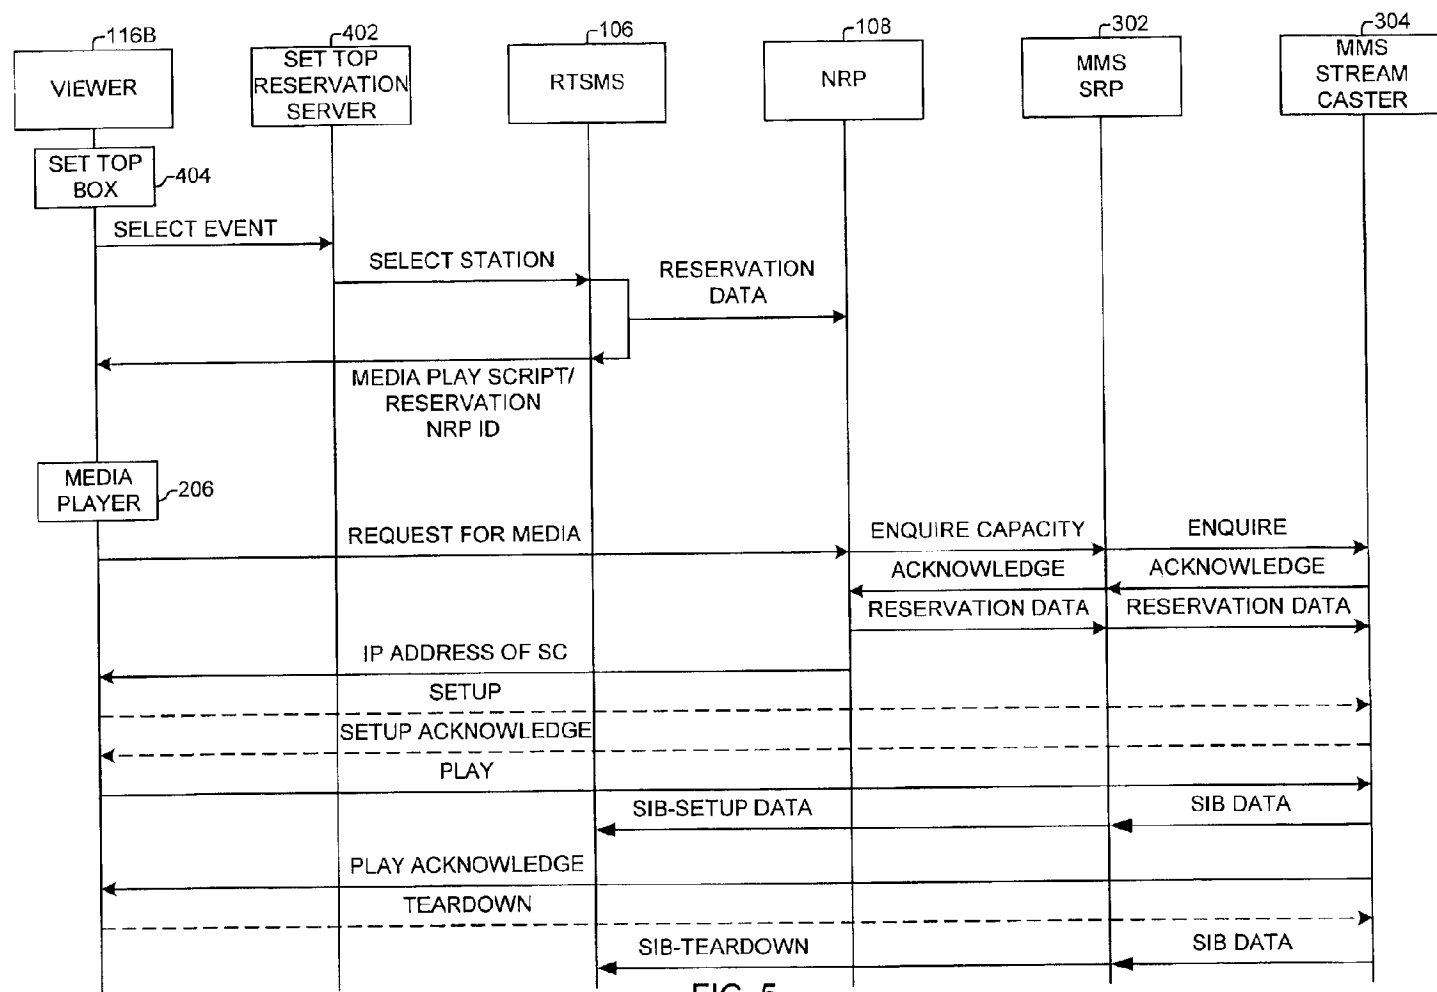 116B
402
106
108
302
304
VIEWER
SET TOP
RESERVATION
SERVER
RTSMS
NRP
MMS
SRP
MMS
STREAM
CASTER
SET TOP
BOX
404
SELECT EVENT
SELECT STATION
RESERVATION
DATA
MEDIA PLAY SCRIPT/
RESERVATION
NRP ID
MEDIA
PLAYER
206
REQUEST FOR MEDIA
ENQUIRE CAPACITY
ENQUIRE
ACKNOWLEDGE
ACKNOWLEDGE
RESERVATION DATA
RESERVATION DATA
IP ADDRESS OF SC
SETUP
SETUP ACKNOWLEDGE
PLAY
SIB-SETUP DATA
SIB DATA
PLAY ACKNOWLEDGE
TEARDOWN
SIB-TEARDOWN
SIB DATA
FIG. 5